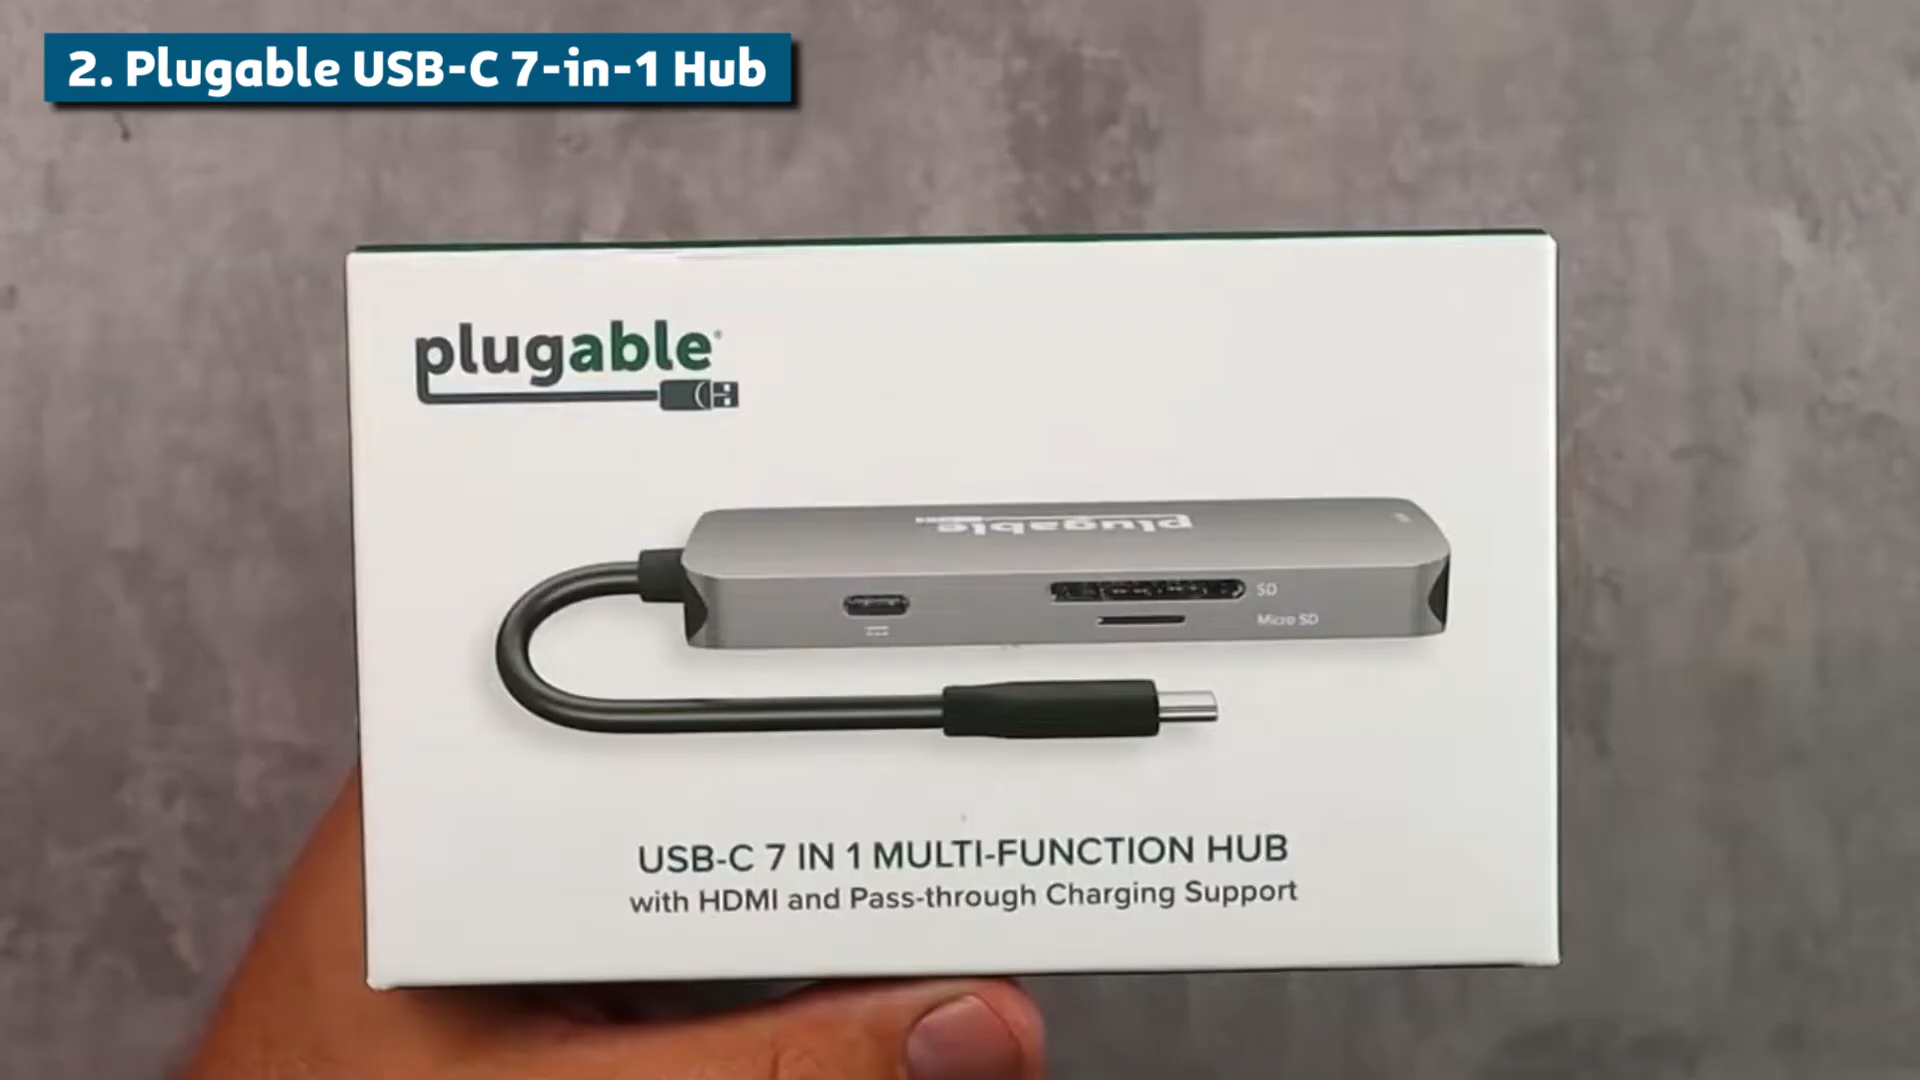 2. Plugable USB-C 7-in-1 Hub
plugable®
plugable
SD
Micro SD
USB-C 7 IN 1 MULTI-FUNCTION HUB
with HDMI and Pass-through Charging Support